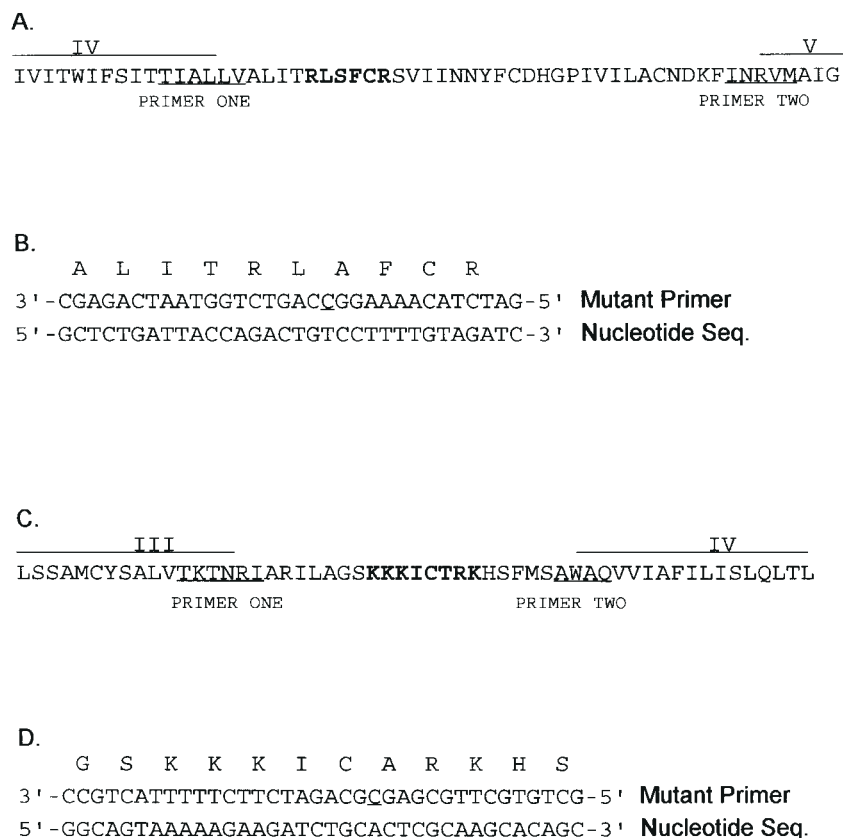 A.
IV V
IVITWIFSITTIALLVALITRLSFCRSVIINNYFCDHGPIVILACNDKFINRVMAIG
PRIMER ONE PRIMER TWO
B.
A L I T R L A F C R
3'-CGAGACTAATGGTCTGACCGGAAAACATCTAG-5' Mutant Primer
5'-GCTCTGATTACCAGACTGTCCTTTTGTAGATC-3' Nucleotide Seq.
C.
III IV
LSSAMCYSALVTKTNRIARILAGSKKKICTRKHSFMSAWAQVVIAFILISLQLTL
PRIMER ONE PRIMER TWO
D.
G S K K K I C A R K H S
3'-CCGTCATTTTTCTTCTAGACGCGAGCGTTCGTGTCG-5' Mutant Primer
5'-GGCAGTAAAAAGAAGATCTGCACTCGCAAGCACAGC-3' Nucleotide Seq.